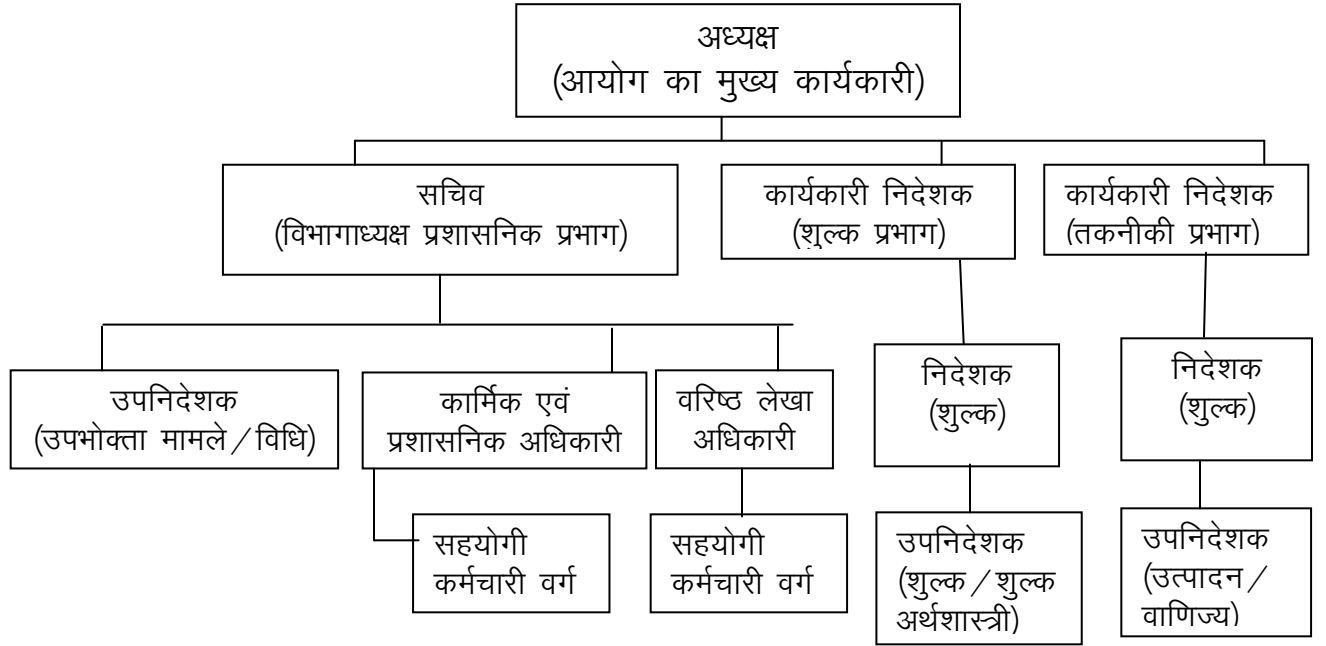 अध्यक्ष
(आयोग का मुख्य कार्यकारी)
सचिव
(विभागाध्यक्ष प्रशासनिक प्रभाग)
कार्यकारी निदेशक
(शुल्क प्रभाग)
कार्यकारी निदेशक
(तकनीकी प्रभाग)
उपनिदेशक
(उपभोक्ता मामले/विधि)
कार्मिक एवं
प्रशासनिक अधिकारी
वरिष्ठ लेखा
अधिकारी
निदेशक
(शुल्क)
निदेशक
(शुल्क)
सहयोगी
कर्मचारी वर्ग
सहयोगी
कर्मचारी वर्ग
उपनिदेशक
(शुल्क/शुल्क
अर्थशास्त्री)
उपनिदेशक
(उत्पादन/
वाणिज्य)